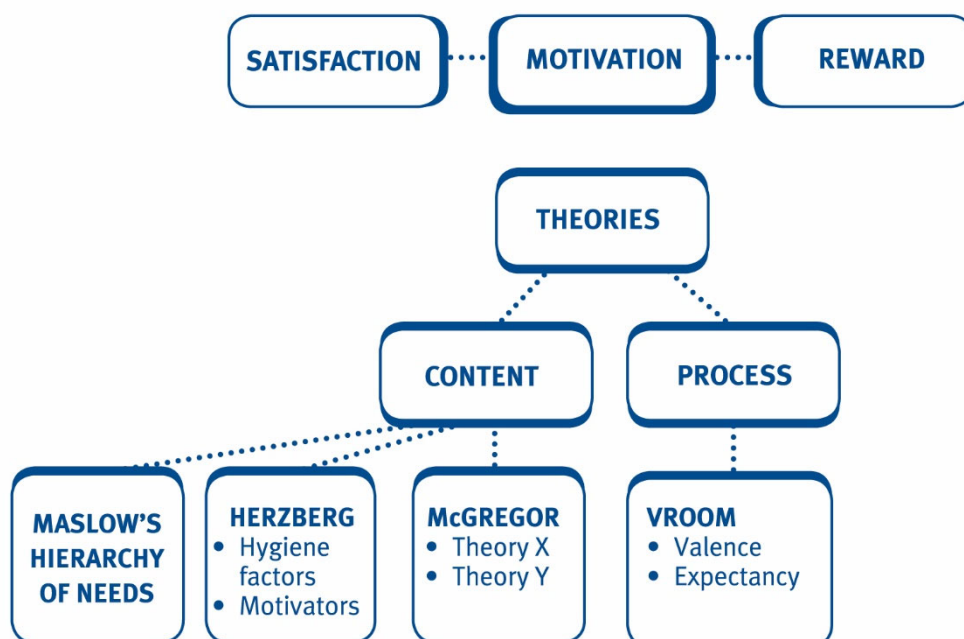 SATISFACTION
MOTIVATION
REWARD
THEORIES
CONTENT
PROCESS
MASLOW'S
HIERARCHY
OF NEEDS
HERZBERG
• Hygiene
factors
• Motivators
McGREGOR
• Theory X
• Theory Y
VROOM
• Valence
• Expectancy